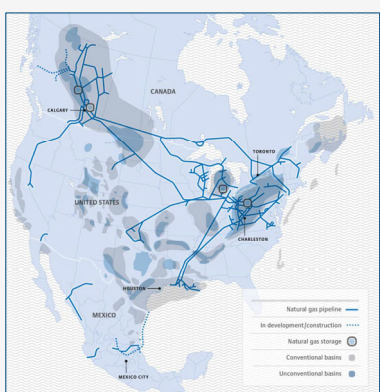 CANADA
CALGARY
TORONTO
UNITED STATES
CHARLESTON
HOUSTON
MEXICO
MEXICO CITY
Natural gas pipeline
In development/construction
Natural gas storage
Conventional basins
Unconventional basins